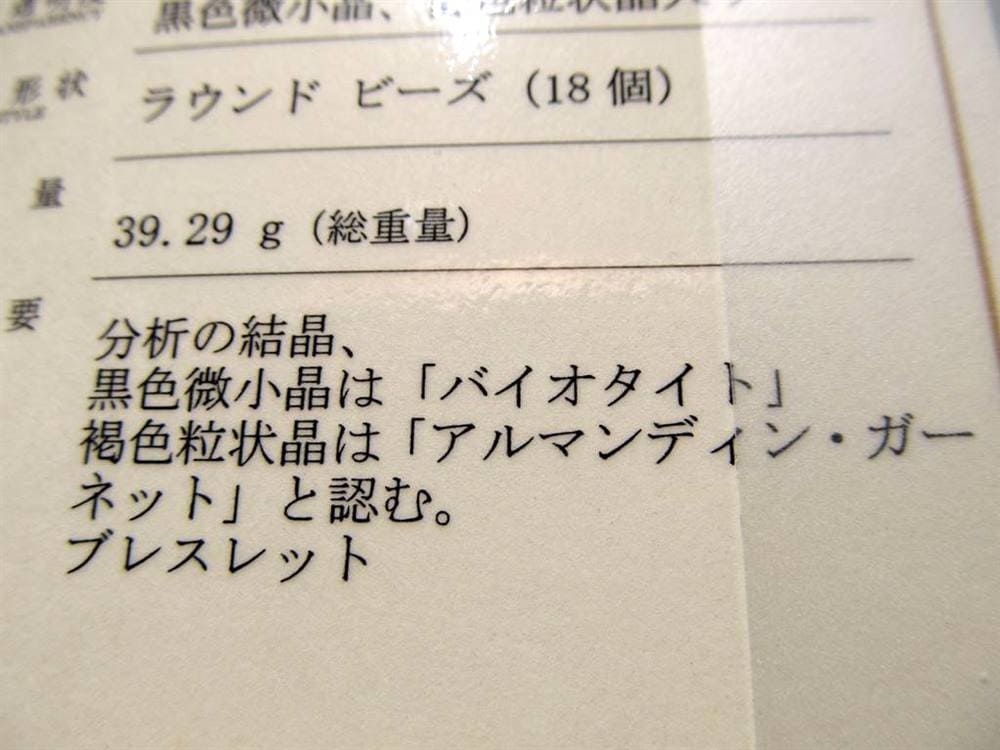 黒色微小晶、
形状 ラウンド ビーズ (18 個)
STYLE
量 39.29 g (総重量)
要 分析の結晶、
黒色微小晶は「バイオタイト」
褐色粒状晶は「アルマンディン・ガー
ネット」と認む。
ブレスレット